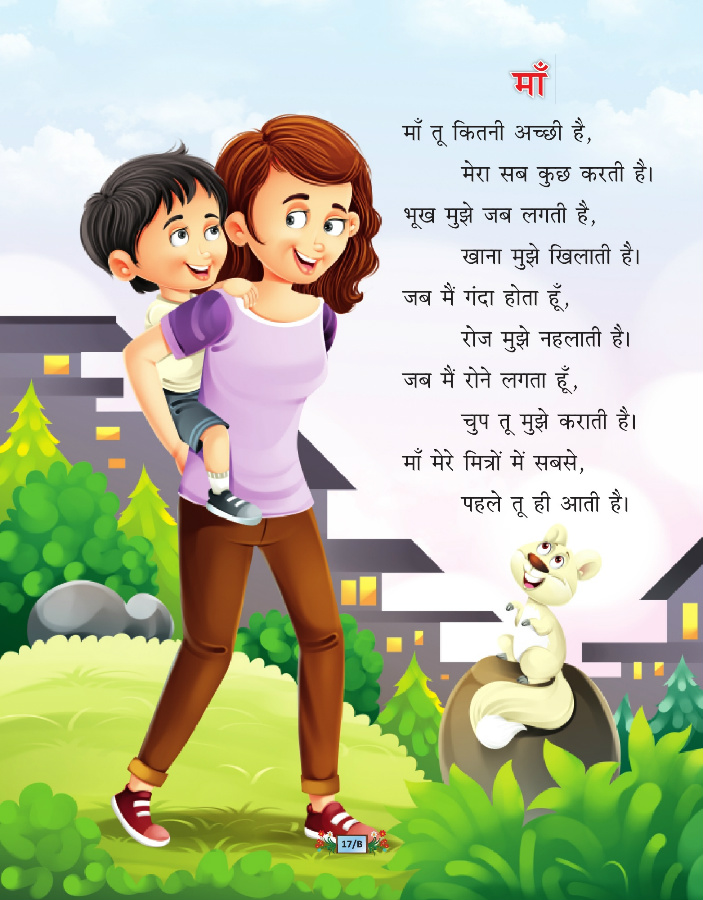 माँ
माँ तू कितनी अच्छी है,
मेरा सब कुछ करती है।
भूख मुझे जब लगती है,
खाना मुझे खिलाती है।
जब मैं गंदा होता हूँ,
रोज मुझे नहलाती है।
जब मैं रोने लगता हूँ,
चुप तू मुझे कराती है।
माँ मेरे मित्रों में सबसे,
पहले तू ही आती है।
17/B